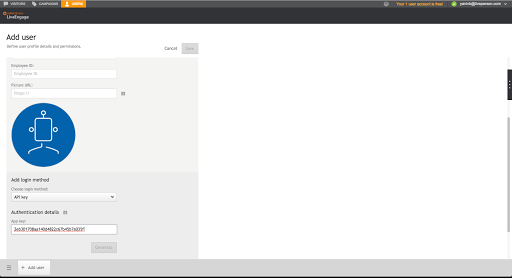 VISITORS CAMPAIGNS USERS
Your 1 user account is free!
LiveEngage
Add user
Define user profile details and permissions.
Cancel Save
Employee ID:
Employee ID
Picture (URL):
https://
Add login method
Choose login method:
API key
Authentication details
App key:
Generate
Add user